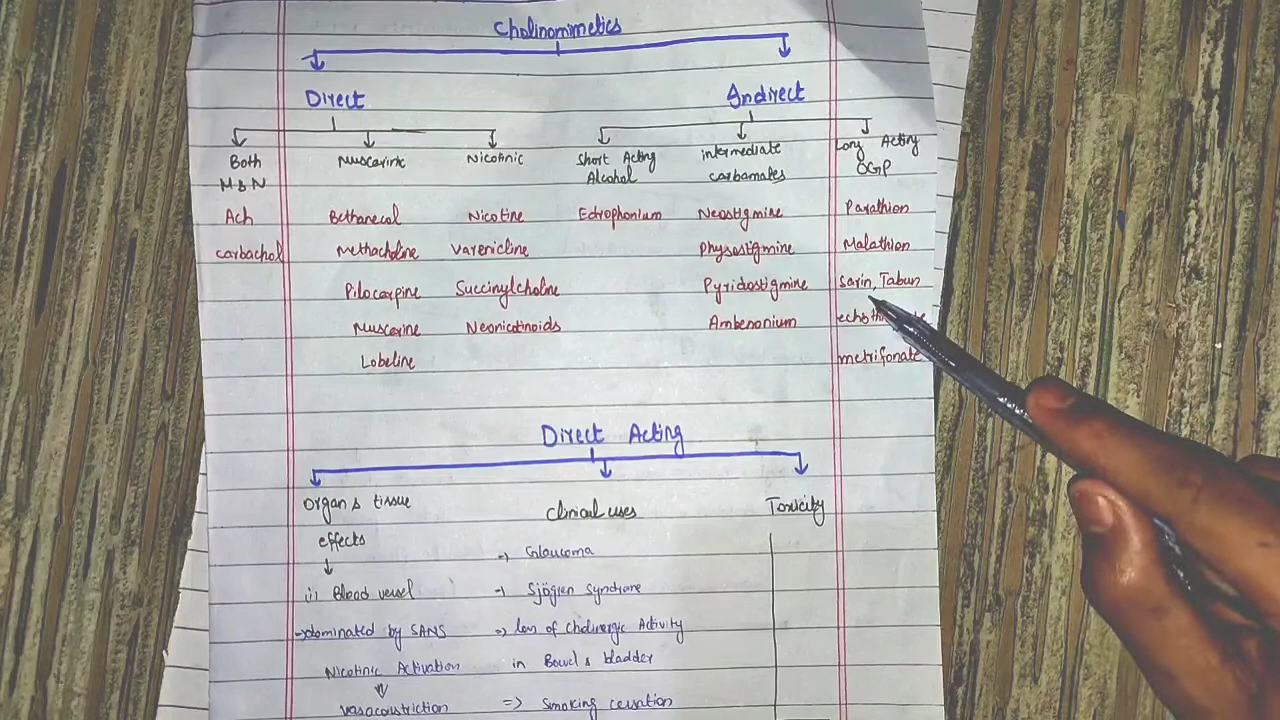 Cholinomimetics
Direct Indirect
Both Muscarinic Nicotinic Short Acting intermediate Long Acting
M & N Alcohol carbamates OGP
Ach Bethanecol Nicotine Edrophonium Neostigmine Parathion
carbachol Methacholine Varenicline Physostigmine Malathion
Pilocarpine Succinylcholine Pyridostigmine Sarin, Tabun
Muscarine Neonicotinoids Ambenonium
Lobeline metrifonate
Direct Acting
Organ & tissue Clinical uses Toxicity
effects → Glaucoma
i) Blood vessel → Sjögren Syndrome
→ dominated by SANS ⇒ loss of Cholinergic Activity
Nicotinic Activation in Bowel & bladder
vasoconstriction ⇒ Smoking cessation